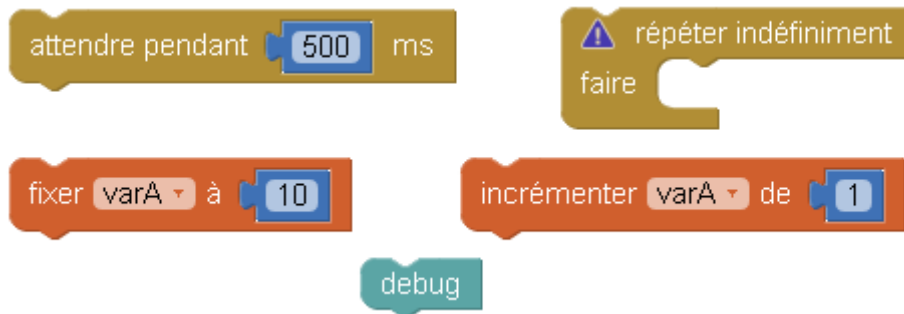 attendre pendant 500 ms
répéter indéfiniment
faire
fixer varA à 10
incrémenter varA de 1
debug